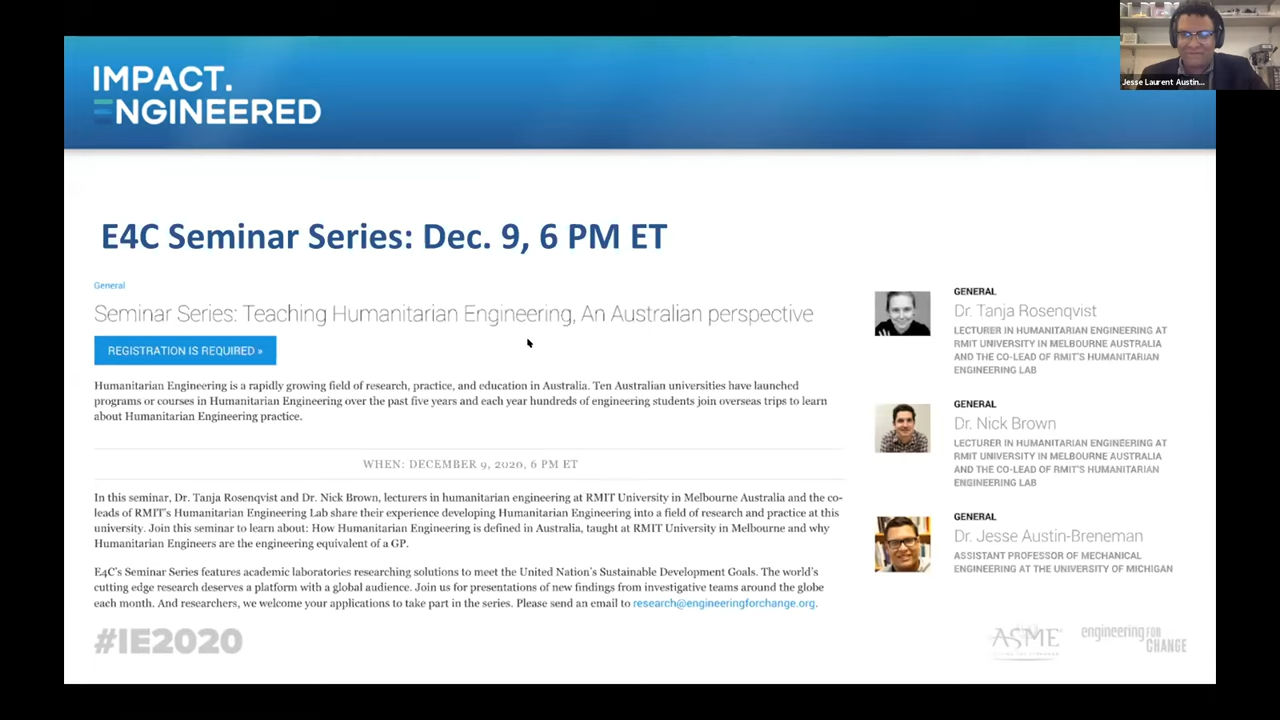 Jesse Laurent Austin...
IMPACT.
ENGINEERED
E4C Seminar Series: Dec. 9, 6 PM ET
General
Seminar Series: Teaching Humanitarian Engineering, An Australian perspective
REGISTRATION IS REQUIRED »
Humanitarian Engineering is a rapidly growing field of research, practice, and education in Australia. Ten Australian universities have launched
programs or courses in Humanitarian Engineering over the past five years and each year hundreds of engineering students join overseas trips to learn
about Humanitarian Engineering practice.
WHEN: DECEMBER 9, 2020, 6 PM ET
In this seminar, Dr. Tanja Rosenqvist and Dr. Nick Brown, lecturers in humanitarian engineering at RMIT University in Melbourne Australia and the co-
leads of RMIT's Humanitarian Engineering Lab share their experience developing Humanitarian Engineering into a field of research and practice at this
university. Join this seminar to learn about: How Humanitarian Engineering is defined in Australia, taught at RMIT University in Melbourne and why
Humanitarian Engineers are the engineering equivalent of a GP.
E4C's Seminar Series features academic laboratories researching solutions to meet the United Nation's Sustainable Development Goals. The world's
cutting edge research deserves a platform with a global audience. Join us for presentations of new findings from investigative teams around the globe
each month. And researchers, we welcome your applications to take part in the series. Please send an email to research@engineeringforchange.org.
GENERAL
Dr. Tanja Rosenqvist
LECTURER IN HUMANITARIAN ENGINEERING AT
RMIT UNIVERSITY IN MELBOURNE AUSTRALIA
AND THE CO-LEAD OF RMIT'S HUMANITARIAN
ENGINEERING LAB
GENERAL
Dr. Nick Brown
LECTURER IN HUMANITARIAN ENGINEERING AT
RMIT UNIVERSITY IN MELBOURNE AUSTRALIA
AND THE CO-LEAD OF RMIT'S HUMANITARIAN
ENGINEERING LAB
GENERAL
Dr. Jesse Austin-Breneman
ASSISTANT PROFESSOR OF MECHANICAL
ENGINEERING AT THE UNIVERSITY OF MICHIGAN
#IE2020
ASME
engineering FOR
CHANGE